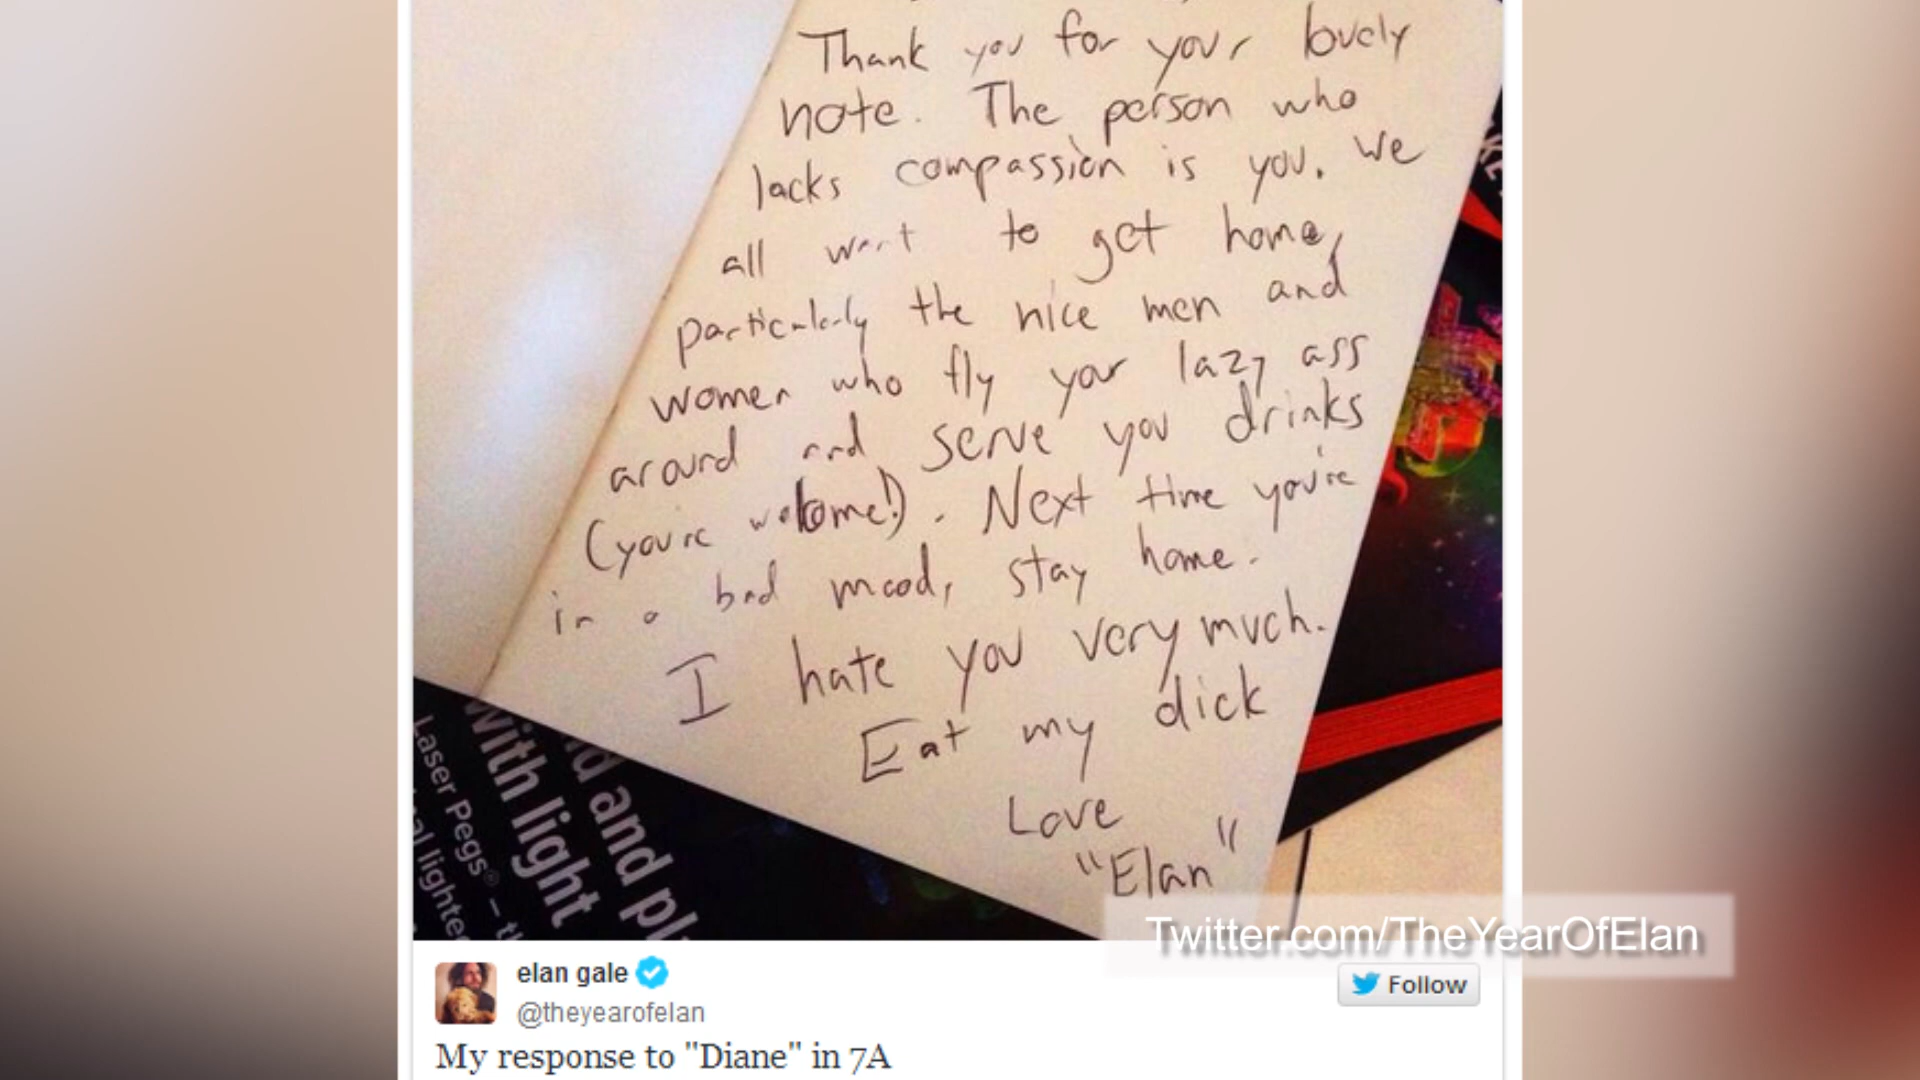 Thank you for your lovely
note. The person who
lacks compassion is you. We
all want to get home,
particularly the nice men and
women who fly your lazy ass
around and serve you drinks
(you're welcome!). Next time you're
in a bad mood, stay home.
I hate you very much.
Eat my dick
Love
"Elan"
Laser Pegs® – t
with light
d and pl
al lighte
Twitter.com/TheYearOfElan
elan gale
@theyearofelan
Follow
My response to "Diane" in 7A